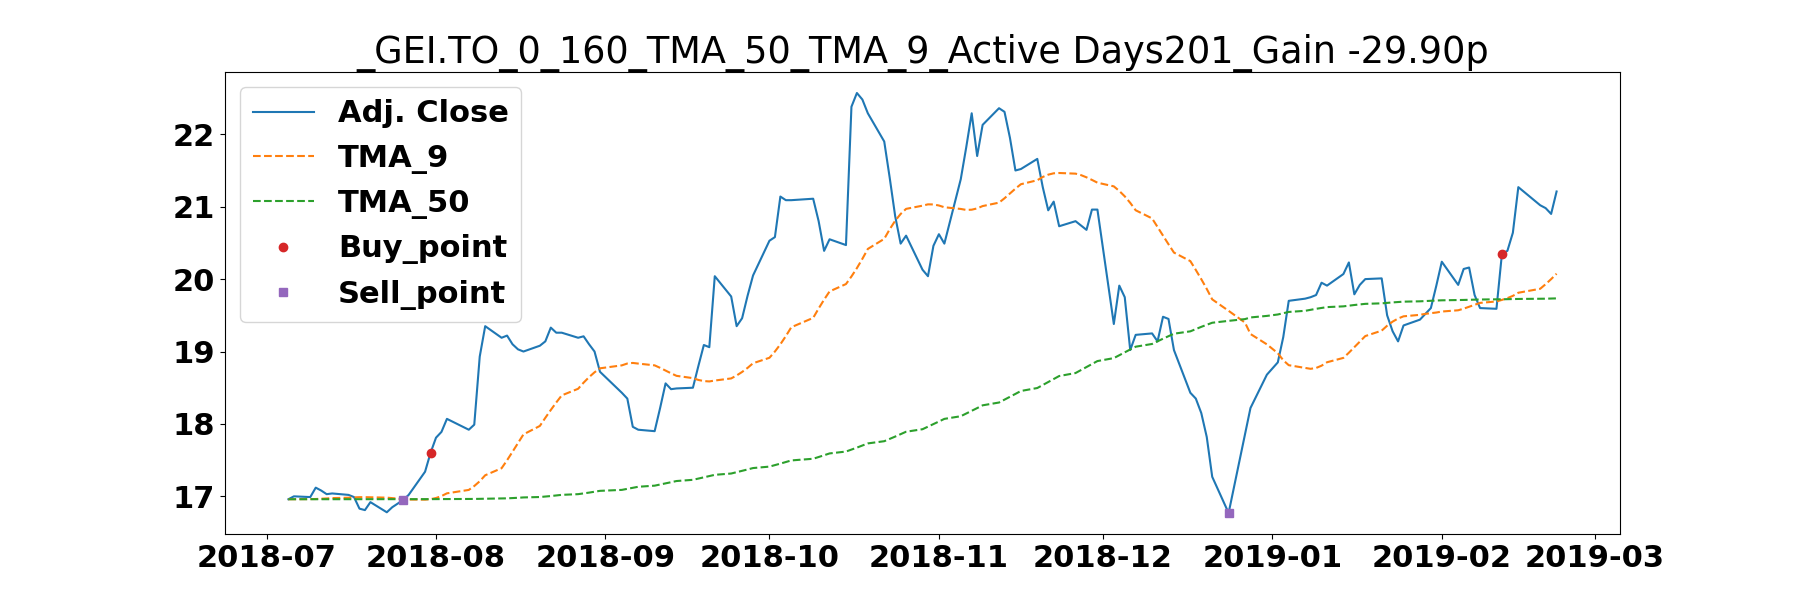 _GEI.TO_0_160_TMA_50_TMA_9_Active Days201_Gain -29.90p
Adj. Close
TMA_9
TMA_50
Buy_point
Sell_point
22
21
20
19
18
17
2018-07 2018-08 2018-09 2018-10 2018-11 2018-12 2019-01 2019-02 2019-03